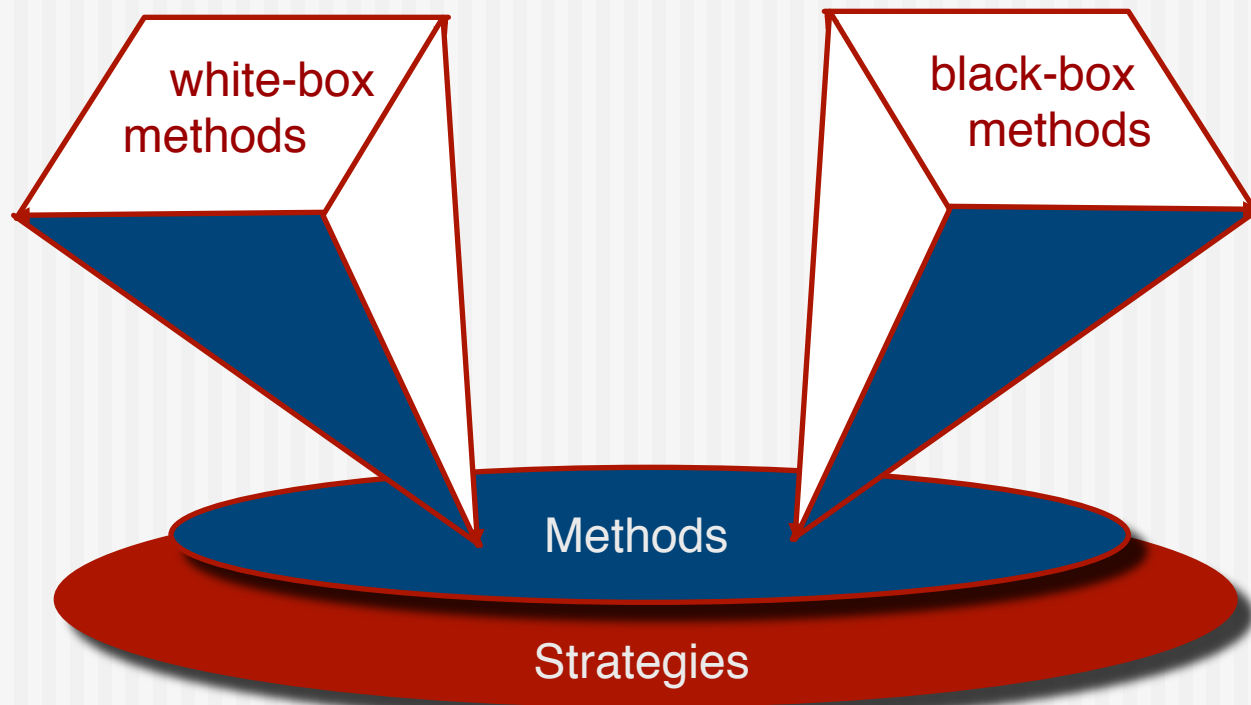 white-box
methods
black-box
methods
Methods
Strategies